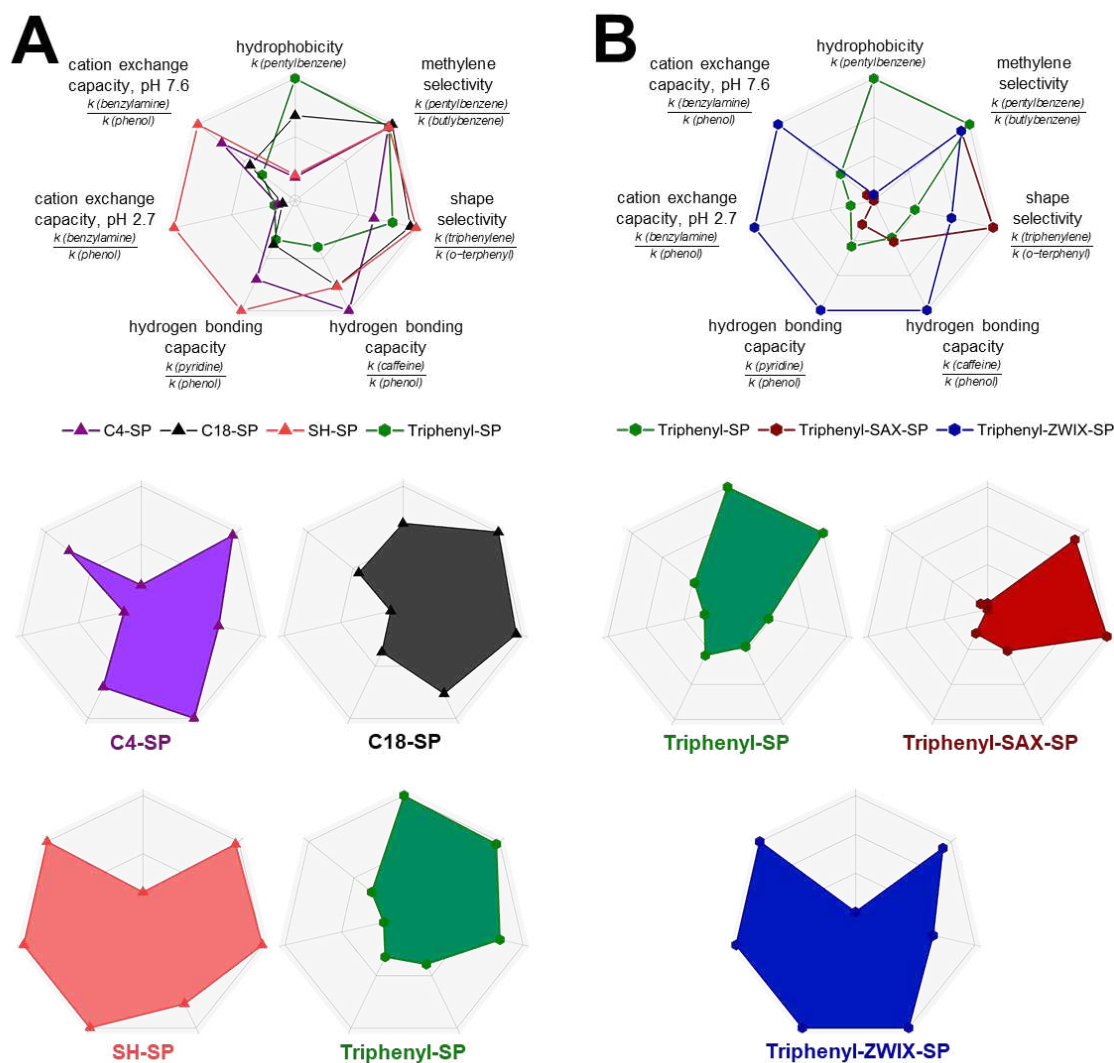 A
hydrophobicity
k (pentylbenzene)
cation exchange
capacity, pH 7.6
k (benzylamine)
k (phenol)
methylene
selectivity
k (pentylbenzene)
k (butlybenzene)
cation exchange
capacity, pH 2.7
k (benzylamine)
k (phenol)
shape
selectivity
k (triphenylene)
k (o-terphenyl)
hydrogen bonding
capacity
k (pyridine)
k (phenol)
hydrogen bonding
capacity
k (caffeine)
k (phenol)
C4-SP C18-SP SH-SP Triphenyl-SP
C4-SP
C18-SP
SH-SP
Triphenyl-SP
B
hydrophobicity
k (pentylbenzene)
cation exchange
capacity, pH 7.6
k (benzylamine)
k (phenol)
methylene
selectivity
k (pentylbenzene)
k (butlybenzene)
cation exchange
capacity, pH 2.7
k (benzylamine)
k (phenol)
shape
selectivity
k (triphenylene)
k (o-terphenyl)
hydrogen bonding
capacity
k (pyridine)
k (phenol)
hydrogen bonding
capacity
k (caffeine)
k (phenol)
Triphenyl-SP Triphenyl-SAX-SP Triphenyl-ZWIX-SP
Triphenyl-SP
Triphenyl-SAX-SP
Triphenyl-ZWIX-SP